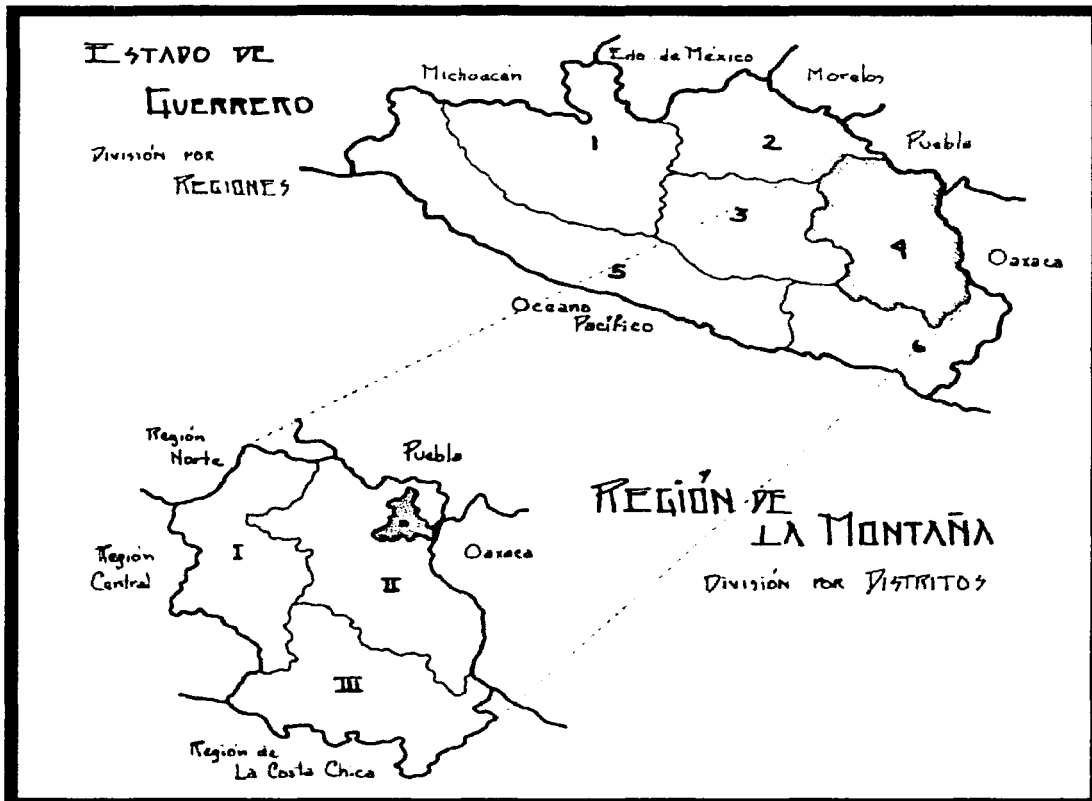 ESTADO DE
GUERRERO
DIVISIÓN POR
REGIONES
Michoacán
Edo. de México
Morelos
Puebla
Oaxaca
Oceano
Pacífico
1
2
3
4
5
6
Región
Norte
Puebla
Oaxaca
Región
Central
I
II
III
Región de
La Costa Chica
REGIÓN DE
LA MONTAÑA
DIVISIÓN POR DISTRITOS